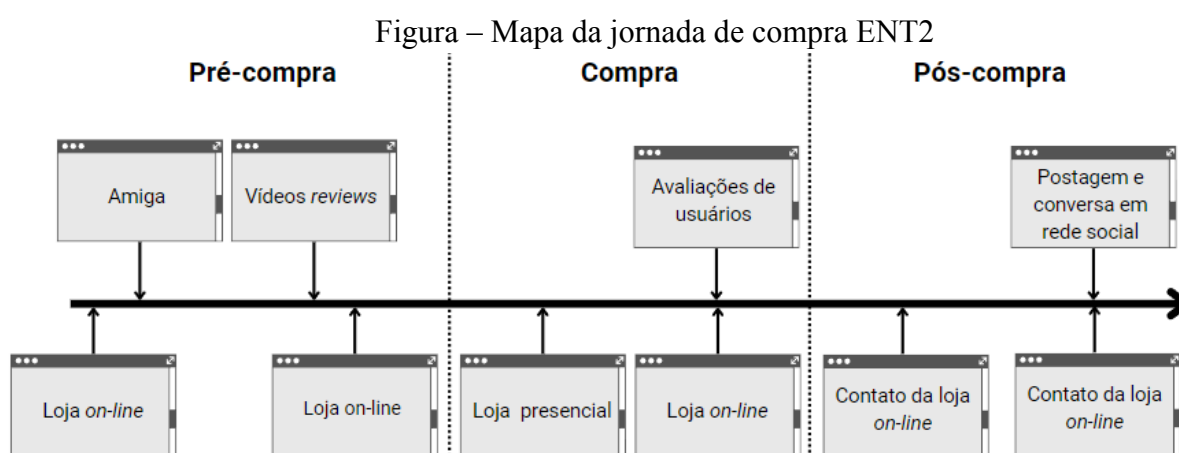 Figura – Mapa da jornada de compra ENT2
Pré-compra
Compra
Pós-compra
Amiga
Vídeos reviews
Avaliações de
usuários
Postagem e
conversa em
rede social
Loja on-line
Loja on-line
Loja presencial
Loja on-line
Contato da loja
on-line
Contato da loja
on-line